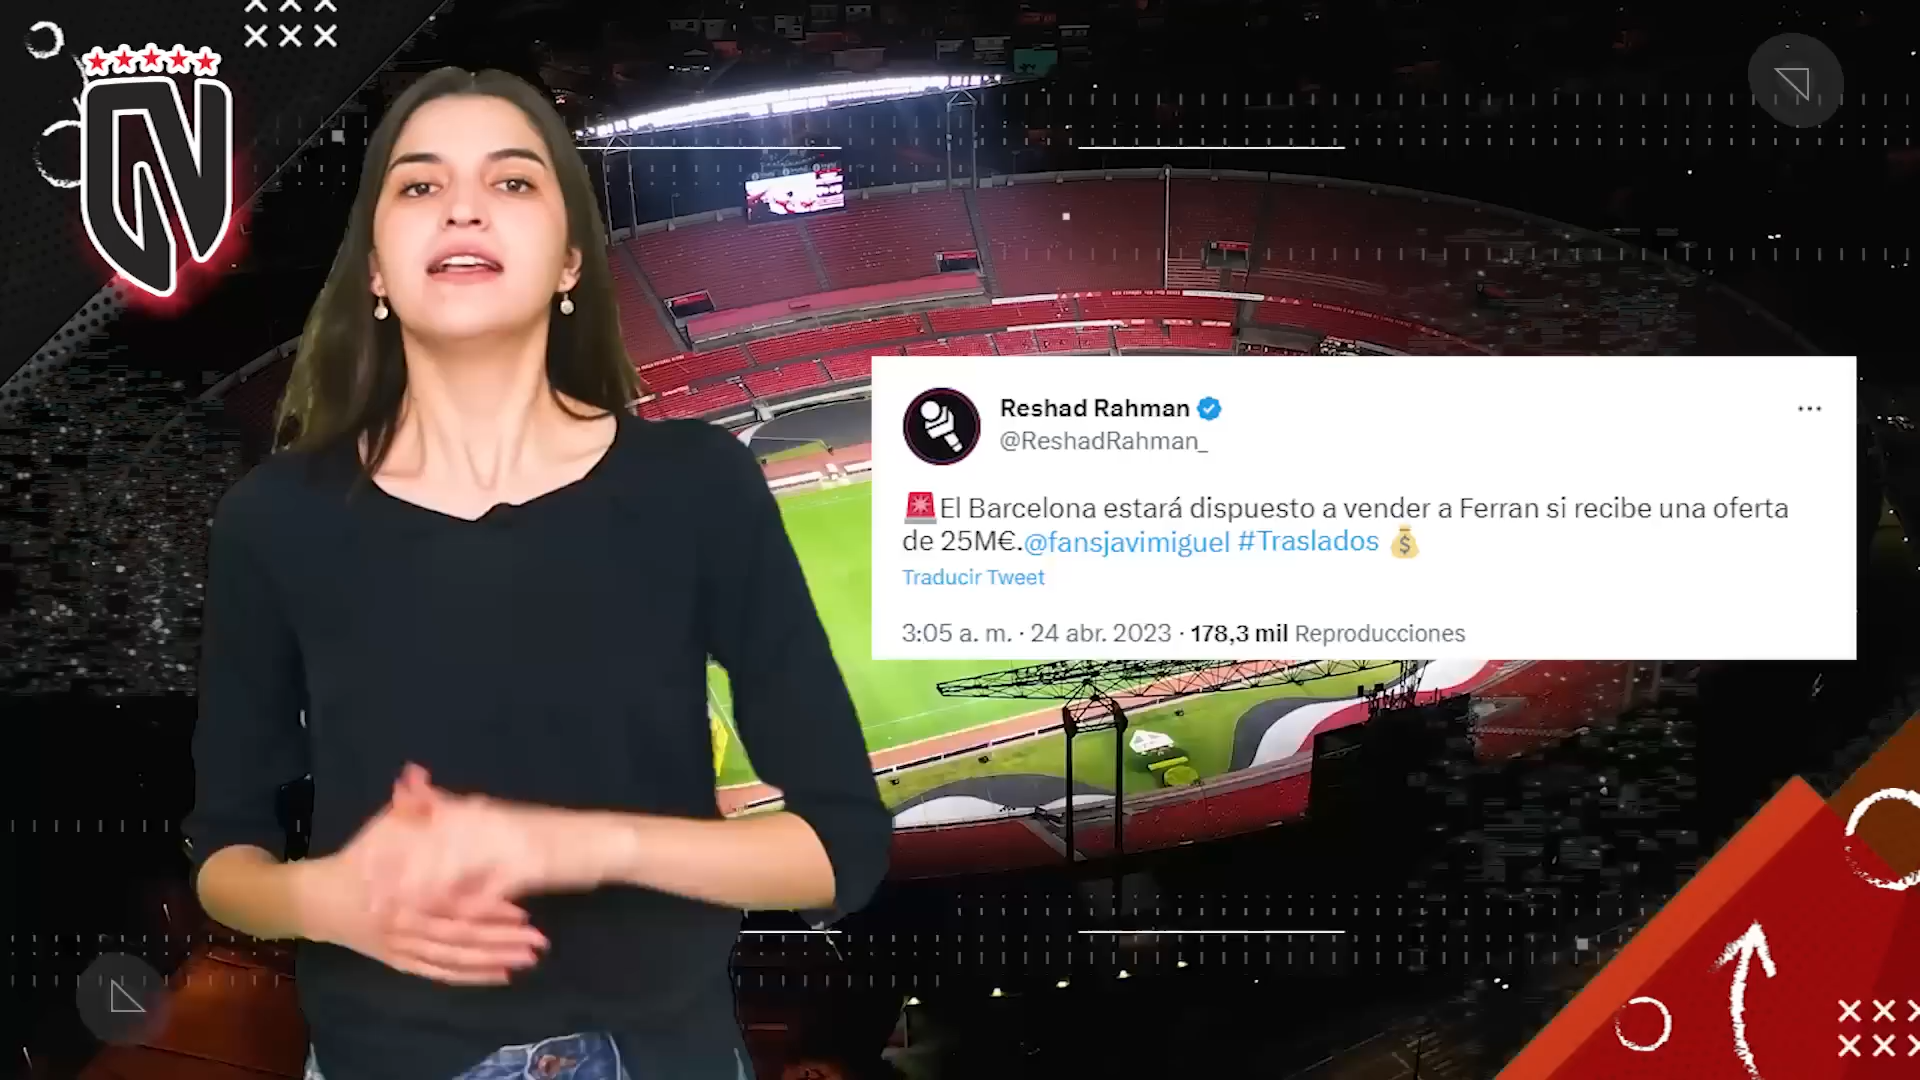 Reshad Rahman
@ReshadRahman_
🚨El Barcelona estará dispuesto a vender a Ferran si recibe una oferta
de 25M€.@fansjavimiguel #Traslados 💰
Traducir Tweet
3:05 a. m. · 24 abr. 2023 · 178,3 mil Reproducciones